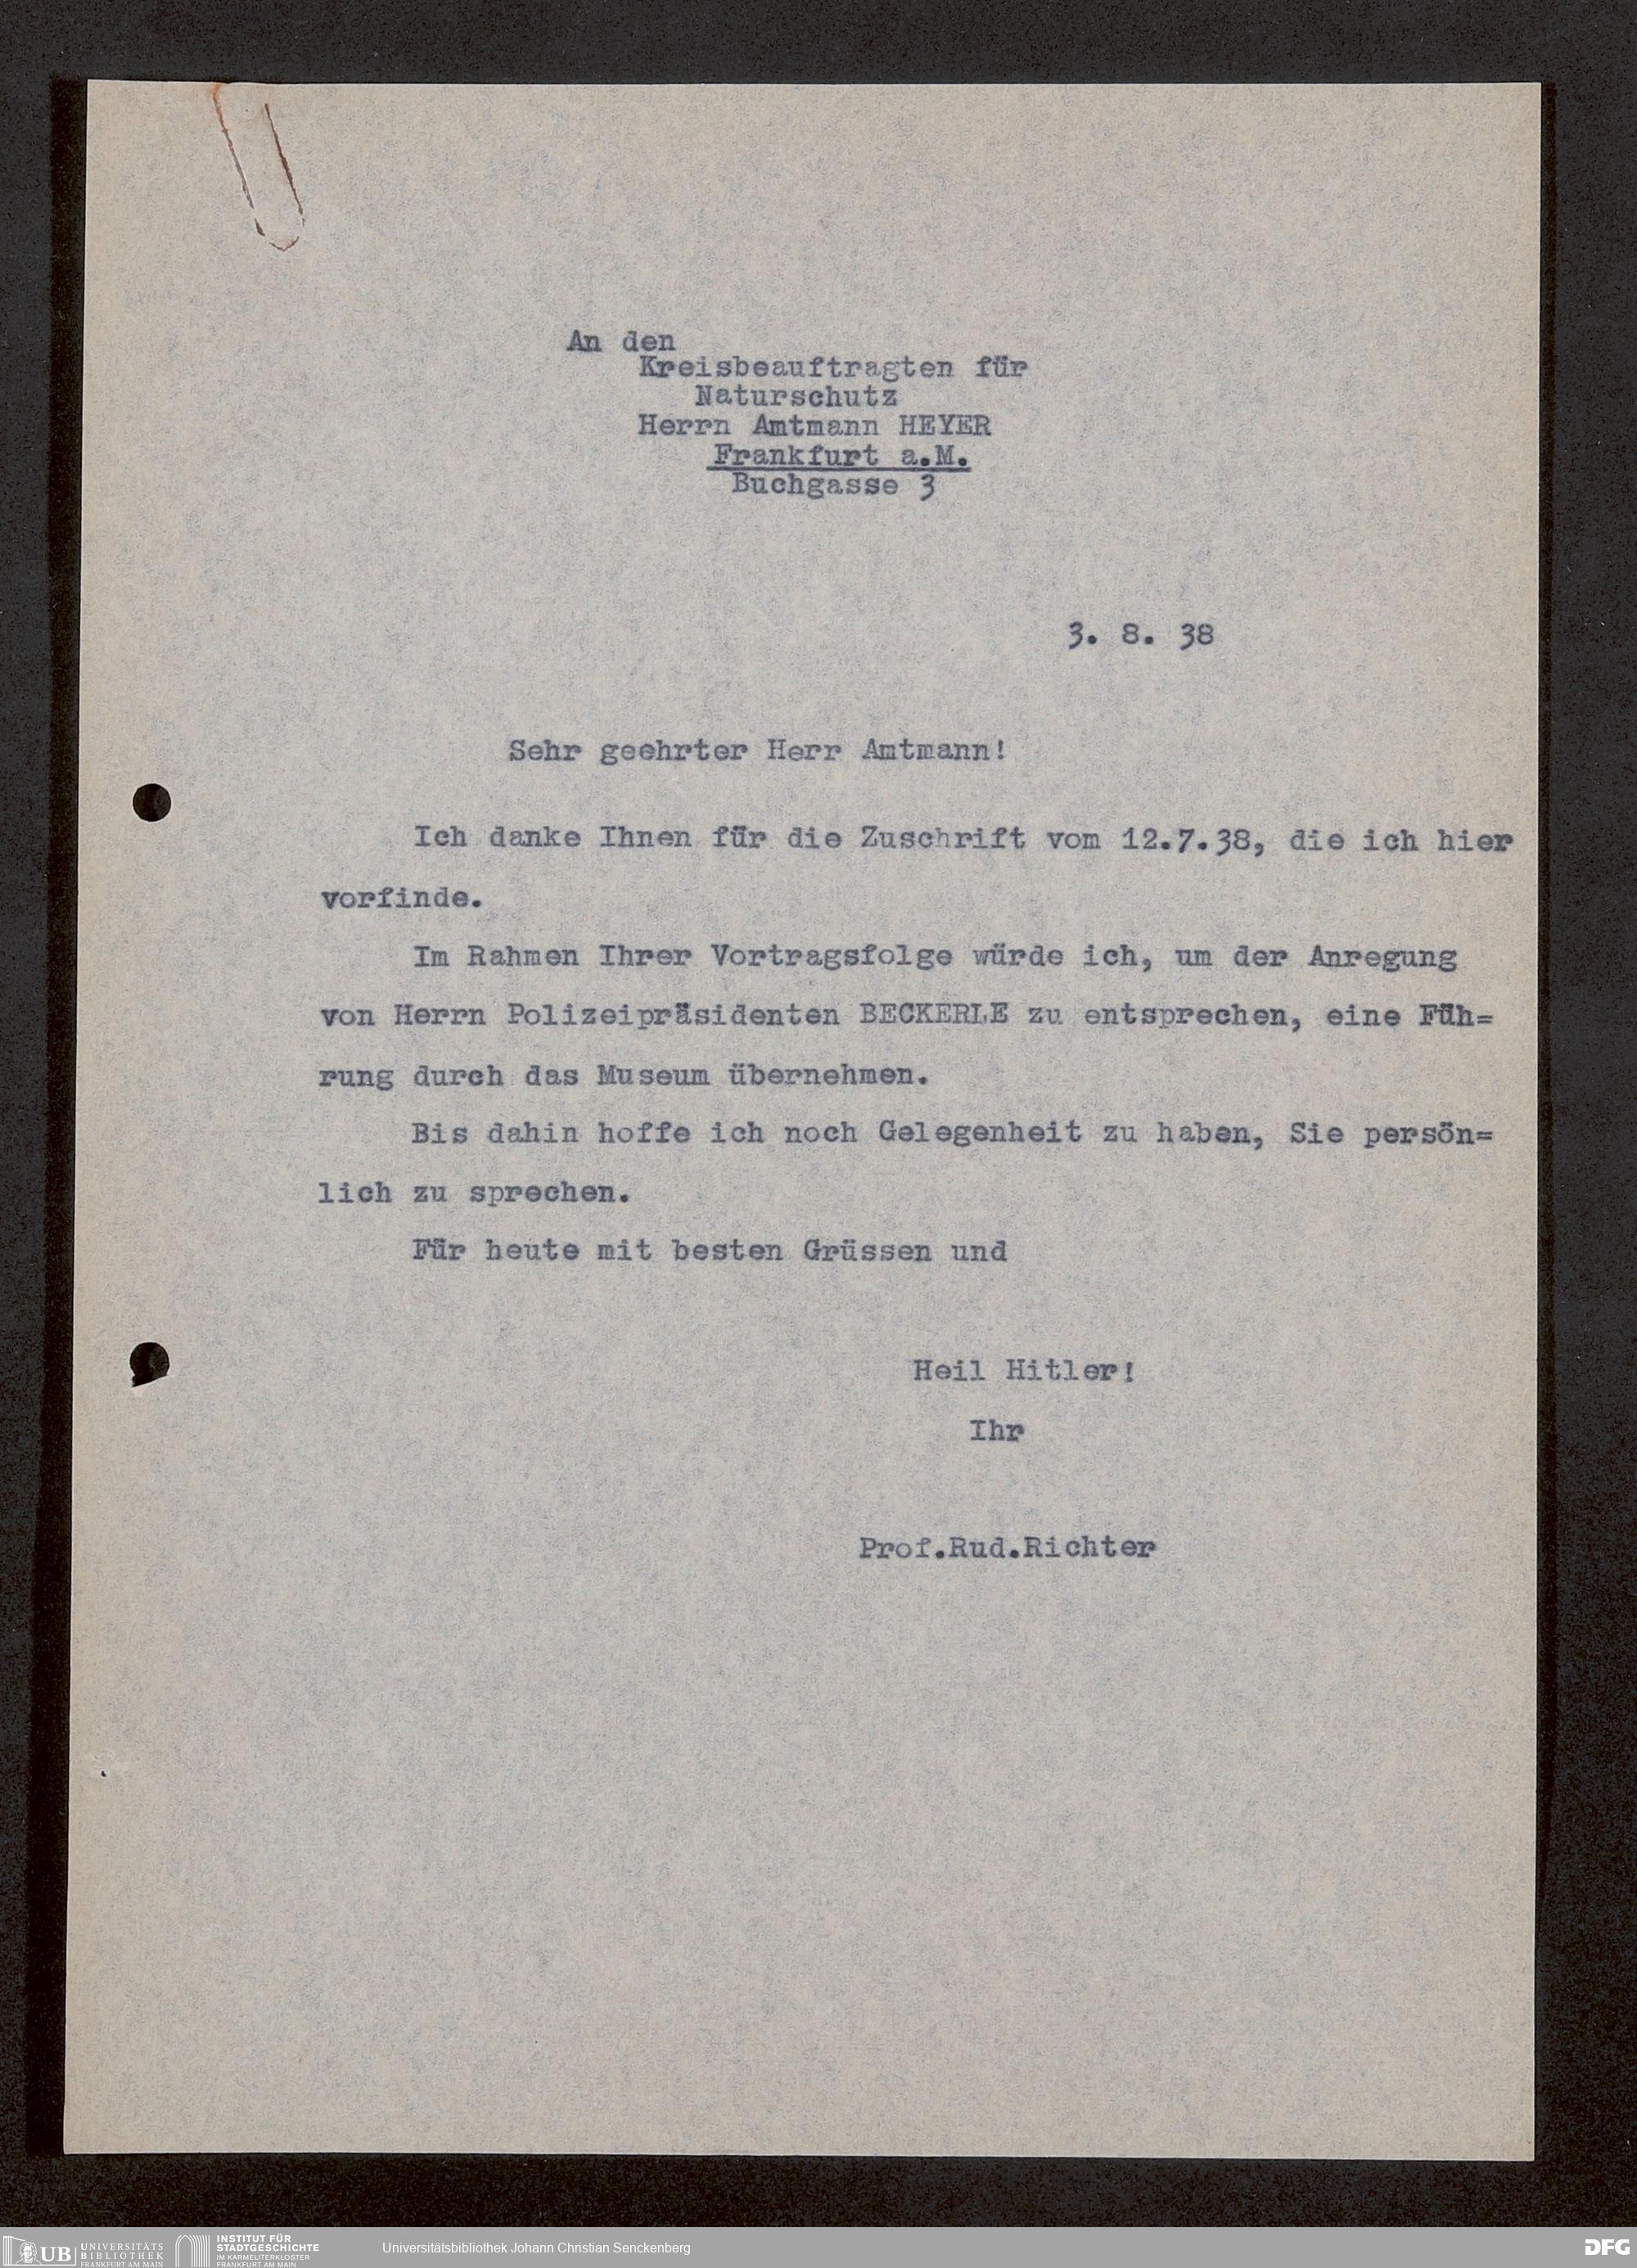 An den
Kreisbeauftragten für
Naturschutz
Herrn Amtmann HEYER
Frankfurt a.M.
Buchgasse 3
3. 8. 38
Sehr geehrter Herr Amtmann!
Ich danke Ihnen für die Zuschrift vom 12.7.38, die ich hier
vorfinde.
Im Rahmen Ihrer Vortragsfolge würde ich, um der Anregung
von Herrn Polizeipräsidenten BECKERLE zu entsprechen, eine Füh=
rung durch das Museum übernehmen.
Bis dahin hoffe ich noch Gelegenheit zu haben, Sie persön=
lich zu sprechen.
Für heute mit besten Grüssen und
Heil Hitler!
Ihr
Prof.Rud.Richter
UB UNIVERSITÄTS
BIBLIOTHEK
FRANKFURT AM MAIN
INSTITUT FÜR
STADTGESCHICHTE
IM KARMELITERKLOSTER
FRANKFURT AM MAIN
Universitätsbibliothek Johann Christian Senckenberg
DFG